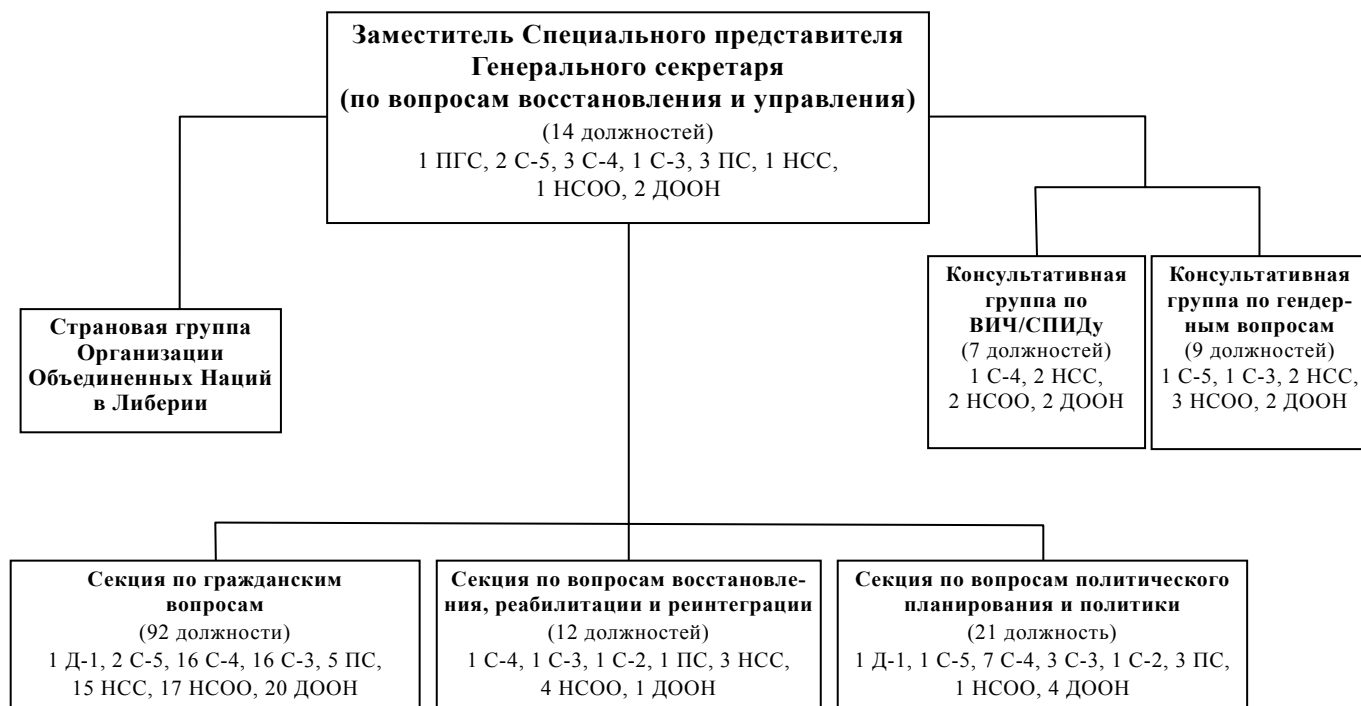 Заместитель Специального представителя
Генерального секретаря
(по вопросам восстановления и управления)
(14 должностей)
1 ПГС, 2 С-5, 3 С-4, 1 С-3, 3 ПС, 1 НСС,
1 НСОО, 2 ДООН
Страновая группа
Организации
Объединенных Наций
в Либерии
Консультативная
группа по
ВИЧ/СПИДу
(7 должностей)
1 С-4, 2 НСС,
2 НСОО, 2 ДООН
Консультативная
группа по гендер-
ным вопросам
(9 должностей)
1 С-5, 1 С-3, 2 НСС,
3 НСОО, 2 ДООН
Секция по гражданским
вопросам
(92 должности)
1 Д-1, 2 С-5, 16 С-4, 16 С-3, 5 ПС,
15 НСС, 17 НСОО, 20 ДООН
Секция по вопросам восстановле-
ния, реабилитации и реинтеграции
(12 должностей)
1 С-4, 1 С-3, 1 С-2, 1 ПС, 3 НСС,
4 НСОО, 1 ДООН
Секция по вопросам политического
планирования и политики
(21 должность)
1 Д-1, 1 С-5, 7 С-4, 3 С-3, 1 С-2, 3 ПС,
1 НСОО, 4 ДООН